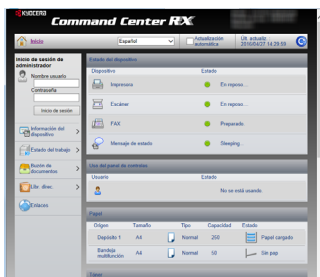 KYOCERA
Command Center RX
Inicio
Español
Actualización automática
Últ. actualiz. :
2016/04/27 14:29:09
Inicio de sesión de administrador
Nombre usuario
Contraseña
Inicio de sesión
Información del dispositivo
Estado del trabajo
Buzón de documentos
Libr. direc.
Enlaces
Estado del dispositivo
Dispositivo Estado
Impresora En reposo...
Escáner En reposo...
FAX Preparado.
Mensaje de estado Sleeping...
Uso del panel de controles
Usuario Estado
No se está usando
Papel
Origen Tamaño Tipo Capacidad Estado
Depósito 1 A4 Normal 250 Papel cargado
Bandeja multifunción A4 Normal 50 Sin pap
Tóner